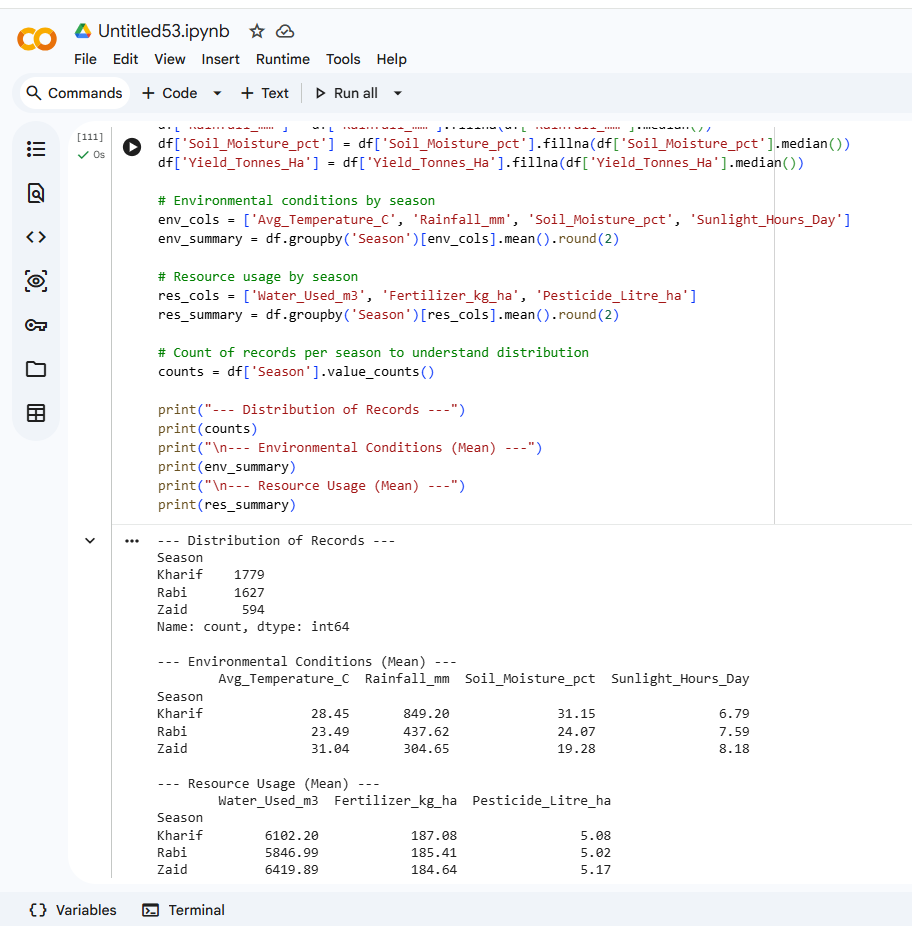 Untitled53.ipynb
File Edit View Insert Runtime Tools Help
Commands + Code + Text Run all
[111]
0s
df['Rainfall_mm'] = df['Rainfall_mm'].fillna(df['Rainfall_mm'].median())
df['Soil_Moisture_pct'] = df['Soil_Moisture_pct'].fillna(df['Soil_Moisture_pct'].median())
df['Yield_Tonnes_Ha'] = df['Yield_Tonnes_Ha'].fillna(df['Yield_Tonnes_Ha'].median())
# Environmental conditions by season
env_cols = ['Avg_Temperature_C', 'Rainfall_mm', 'Soil_Moisture_pct', 'Sunlight_Hours_Day']
env_summary = df.groupby('Season')[env_cols].mean().round(2)
# Resource usage by season
res_cols = ['Water_Used_m3', 'Fertilizer_kg_ha', 'Pesticide_Litre_ha']
res_summary = df.groupby('Season')[res_cols].mean().round(2)
# Count of records per season to understand distribution
counts = df['Season'].value_counts()
print("--- Distribution of Records ---")
print(counts)
print("\n--- Environmental Conditions (Mean) ---")
print(env_summary)
print("\n--- Resource Usage (Mean) ---")
print(res_summary)
--- Distribution of Records ---
Season
Kharif    1779
Rabi      1627
Zaid       594
Name: count, dtype: int64
--- Environmental Conditions (Mean) ---
        Avg_Temperature_C  Rainfall_mm  Soil_Moisture_pct  Sunlight_Hours_Day
Season
Kharif              28.45       849.20              31.15                6.79
Rabi                23.49       437.62              24.07                7.59
Zaid                31.04       304.65              19.28                8.18
--- Resource Usage (Mean) ---
        Water_Used_m3  Fertilizer_kg_ha  Pesticide_Litre_ha
Season
Kharif        6102.20            187.08                5.08
Rabi          5846.99            185.41                5.02
Zaid          6419.89            184.64                5.17
Variables Terminal